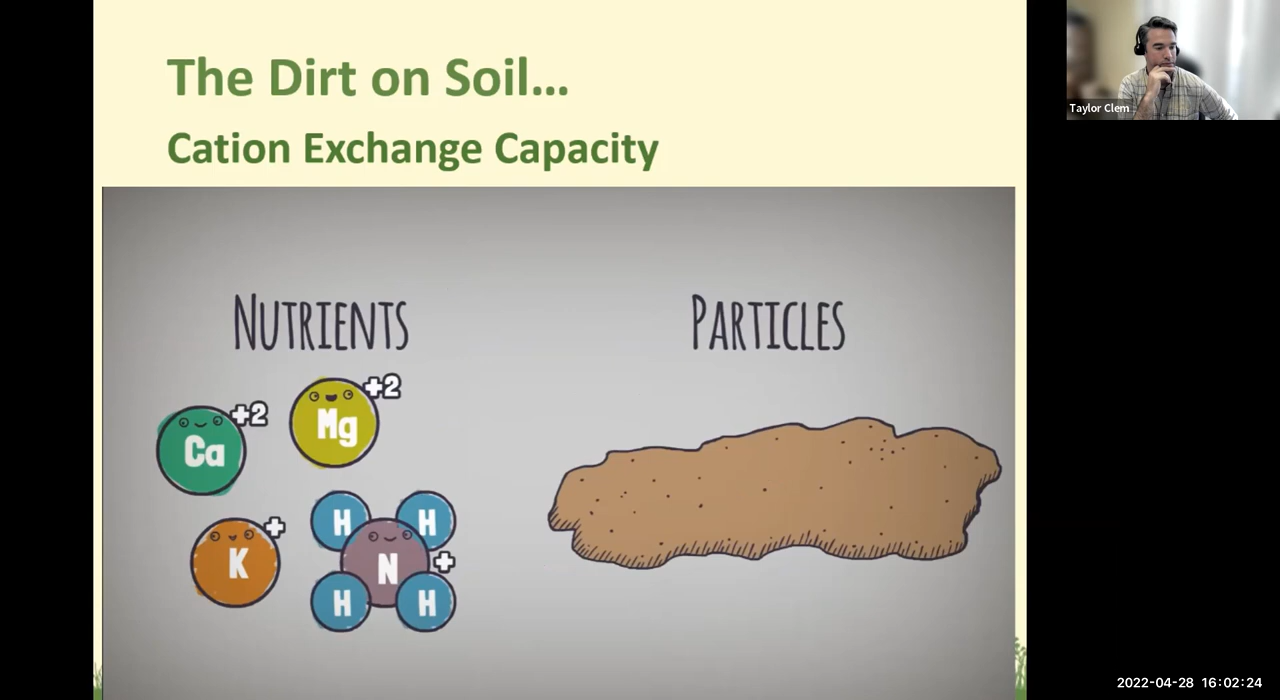 The Dirt on Soil...
Cation Exchange Capacity
Taylor Clem
NUTRIENTS
PARTICLES
Ca +2
Mg +2
K +
H H
N +
H H
2022-04-28 16:02:24